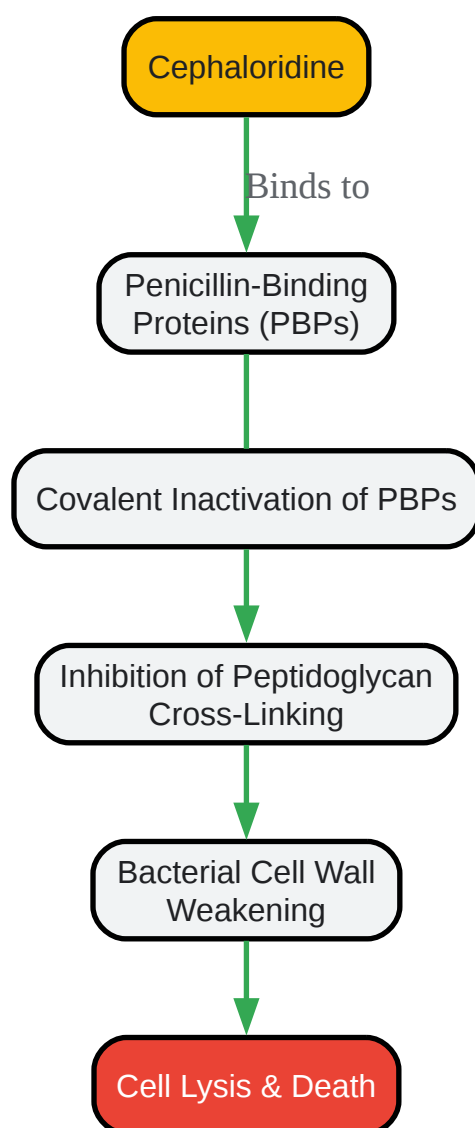 Cephaloridine
Binds to
Penicillin-Binding
Proteins (PBPs)
Covalent Inactivation of PBPs
Inhibition of Peptidoglycan
Cross-Linking
Bacterial Cell Wall
Weakening
Cell Lysis & Death